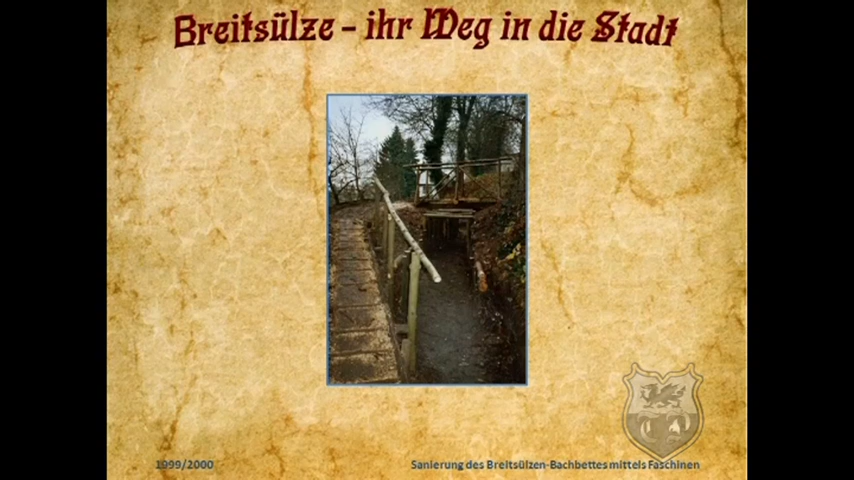 Breitsülze – ihr Weg in die Stadt
1999/2000
Sanierung des Breitsülzen-Bachbettes mittels Faschinen